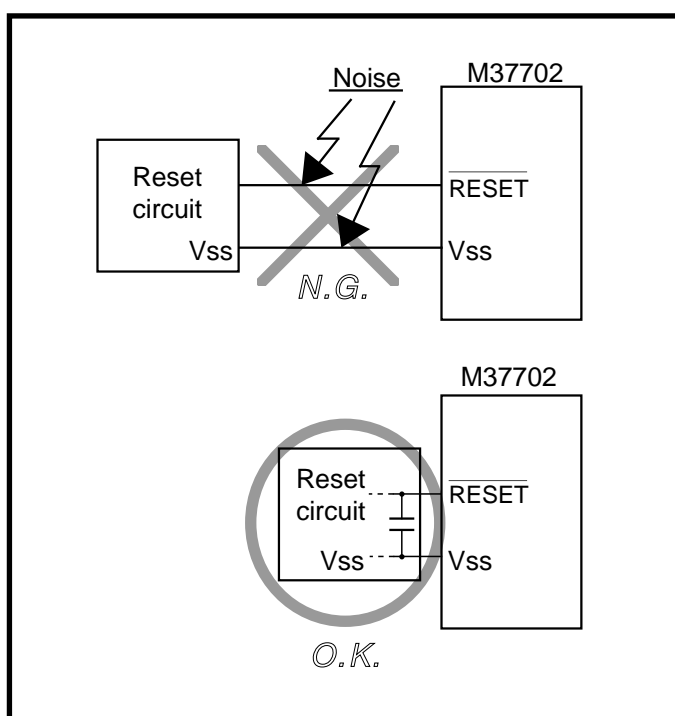 Noise
M37702
Reset
circuit
RESET
Vss
Vss
N.G.
M37702
Reset
circuit
RESET
Vss
Vss
O.K.